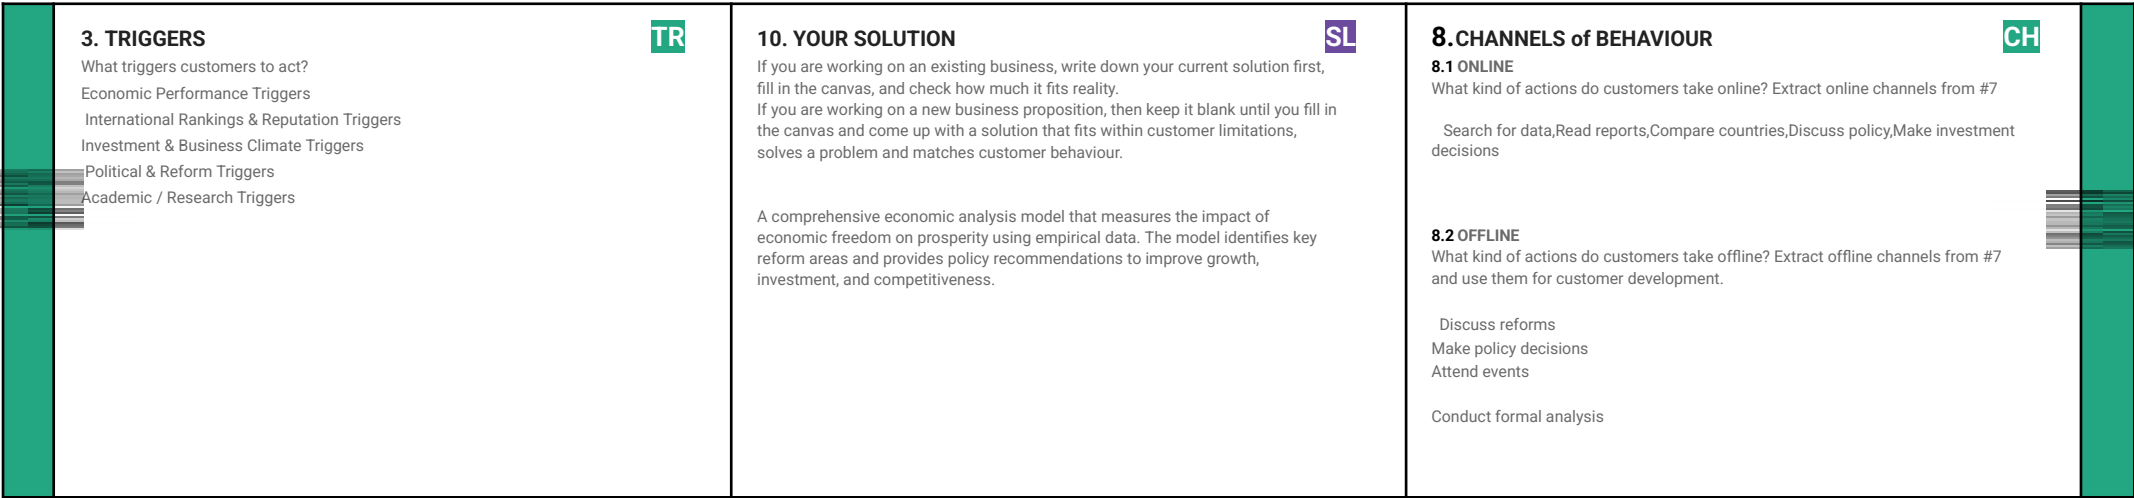 3. TRIGGERS
TR
What triggers customers to act?
Economic Performance Triggers
International Rankings & Reputation Triggers
Investment & Business Climate Triggers
Political & Reform Triggers
Academic / Research Triggers
10. YOUR SOLUTION
SL
If you are working on an existing business, write down your current solution first,
fill in the canvas, and check how much it fits reality.
If you are working on a new business proposition, then keep it blank until you fill in
the canvas and come up with a solution that fits within customer limitations,
solves a problem and matches customer behaviour.
A comprehensive economic analysis model that measures the impact of
economic freedom on prosperity using empirical data. The model identifies key
reform areas and provides policy recommendations to improve growth,
investment, and competitiveness.
8.CHANNELS of BEHAVIOUR
CH
8.1 ONLINE
What kind of actions do customers take online? Extract online channels from #7
Search for data,Read reports,Compare countries,Discuss policy,Make investment
decisions
8.2 OFFLINE
What kind of actions do customers take offline? Extract offline channels from #7
and use them for customer development.
Discuss reforms
Make policy decisions
Attend events
Conduct formal analysis